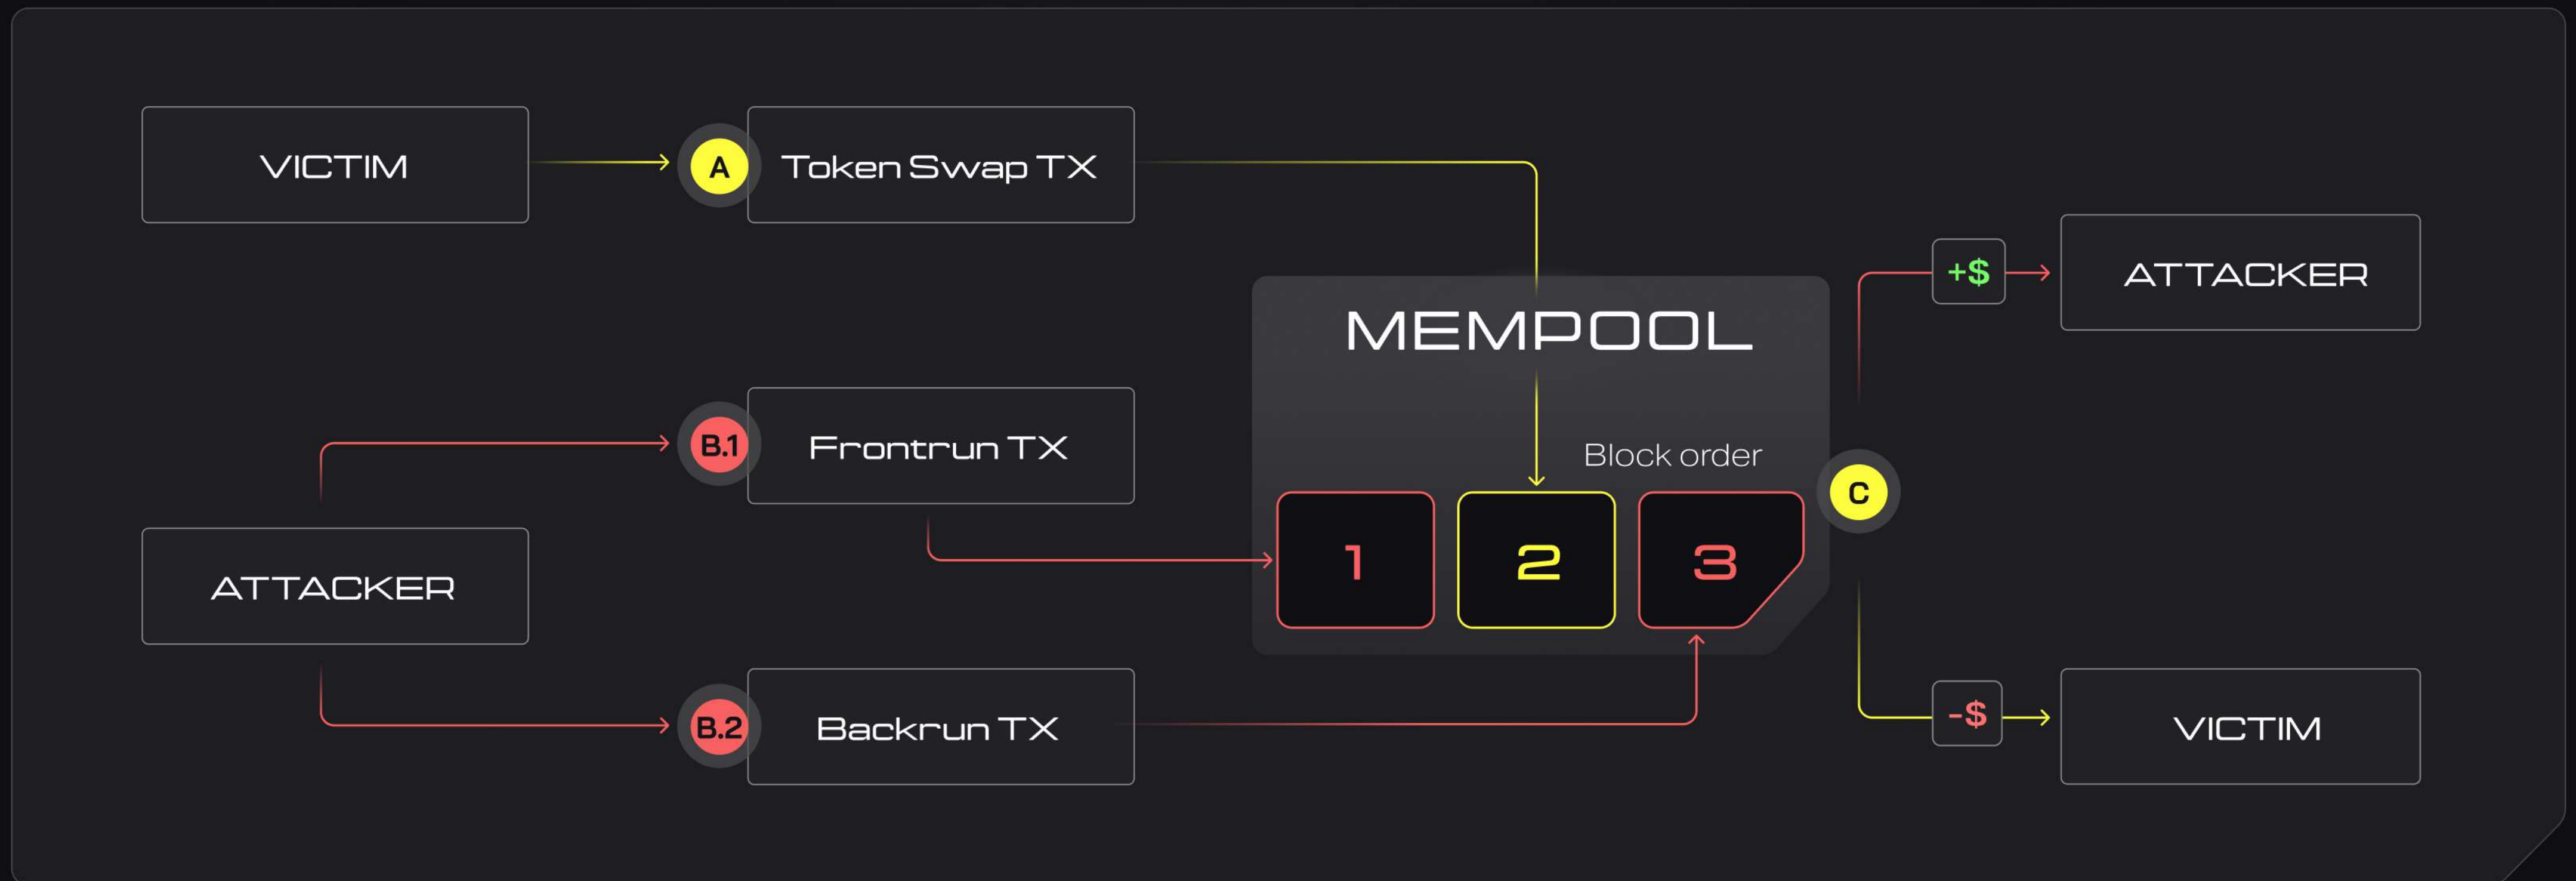 VICTIM
A
Token Swap TX
B.1
Frontrun TX
ATTACKER
B.2
Backrun TX
MEMPOOL
Block order
1
2
3
C
+$
ATTACKER
-$
VICTIM